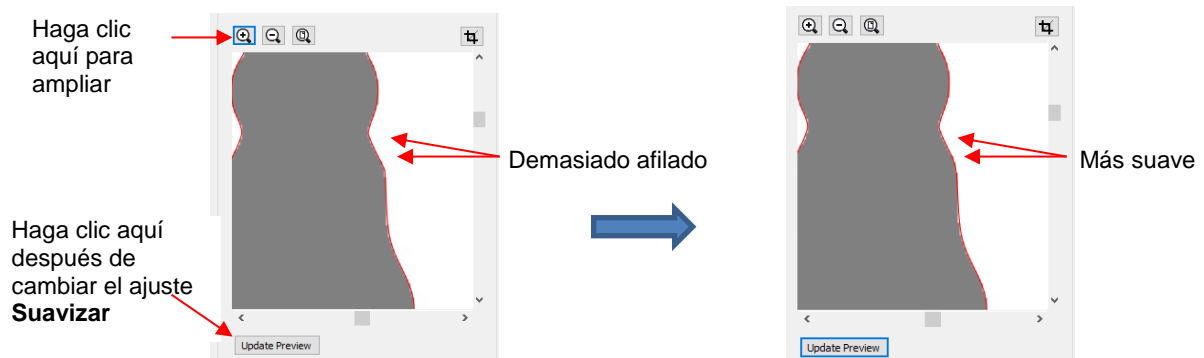 Haga clic
aquí para
ampliar
Demasiado afilado
Más suave
Haga clic aquí
después de
cambiar el ajuste
Suavizar
Update Preview
Update Preview